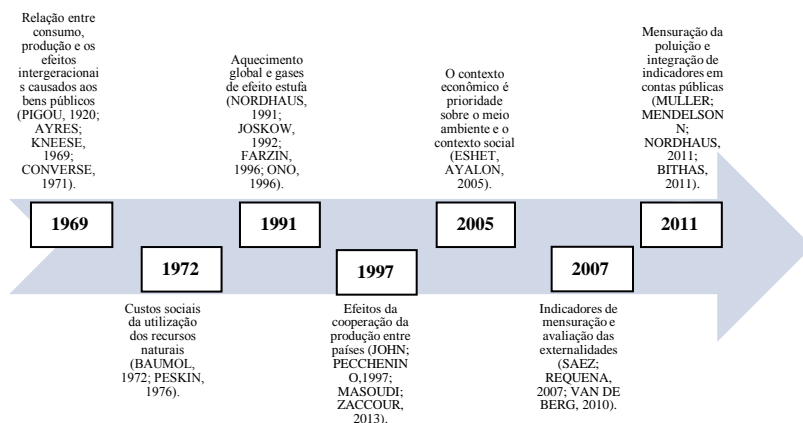 Relação entre
consumo,
produção e os
efeitos
intergeracionai
s causados aos
bens públicos
(PIGOU, 1920;
AYRES;
KNEESE,
1969;
CONVERSE,
1971).
1969
Custos sociais
da utilização
dos recursos
naturais
(BAUMOL,
1972; PESKIN,
1976).
1972
Aquecimento
global e gases
de efeito estufa
(NORDHAUS,
1991;
JOSKOW,
1992;
FARZIN,
1996; ONO,
1996).
1991
Efeitos da
cooperação da
produção entre
países (JOHN;
PECCHENIN
O,1997;
MASOUDI;
ZACCOUR,
2013).
1997
O contexto
econômico é
prioridade
sobre o meio
ambiente e o
contexto social
(ESHET,
AYALON,
2005).
2005
Indicadores de
mensuração e
avaliação das
externalidades
(SAEZ;
REQUENA,
2007; VAN DE
BERG, 2010).
2007
Mensuração da
poluição e
integração de
indicadores em
contas públicas
(MULLER;
MENDELSON
N;
NORDHAUS,
2011;
BITHAS,
2011).
2011